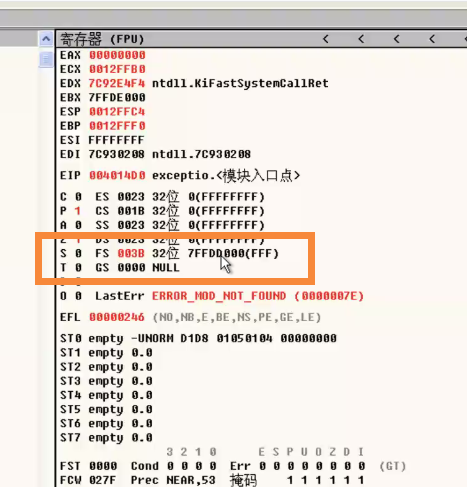 寄存器 (FPU) < < < <
EAX 00000000
ECX 0012FFB0
EDX 7C92E4F4 ntdll.KiFastSystemCallRet
EBX 7FFDE000
ESP 0012FFC4
EBP 0012FFF0
ESI FFFFFFFF
EDI 7C930208 ntdll.7C930208
EIP 004014D0 exceptio.<模块入口点>
C 0 ES 0023 32位 0(FFFFFFFF)
P 1 CS 001B 32位 0(FFFFFFFF)
A 0 SS 0023 32位 0(FFFFFFFF)
Z 1 DS 0023 32位 0(FFFFFFFF)
S 0 FS 003B 32位 7FFDD000(FFF)
T 0 GS 0000 NULL
O 0 LastErr ERROR_MOD_NOT_FOUND (0000007E)
EFL 00000246 (NO,NB,E,BE,NS,PE,GE,LE)
ST0 empty -UNORM D1D8 01050104 00000000
ST1 empty 0.0
ST2 empty 0.0
ST3 empty 0.0
ST4 empty 0.0
ST5 empty 0.0
ST6 empty 0.0
ST7 empty 0.0
3 2 1 0 E S P U O Z D I
FST 0000 Cond 0 0 0 0 Err 0 0 0 0 0 0 0 0 (GT)
FCW 027F Prec NEAR,53 掩码 1 1 1 1 1 1